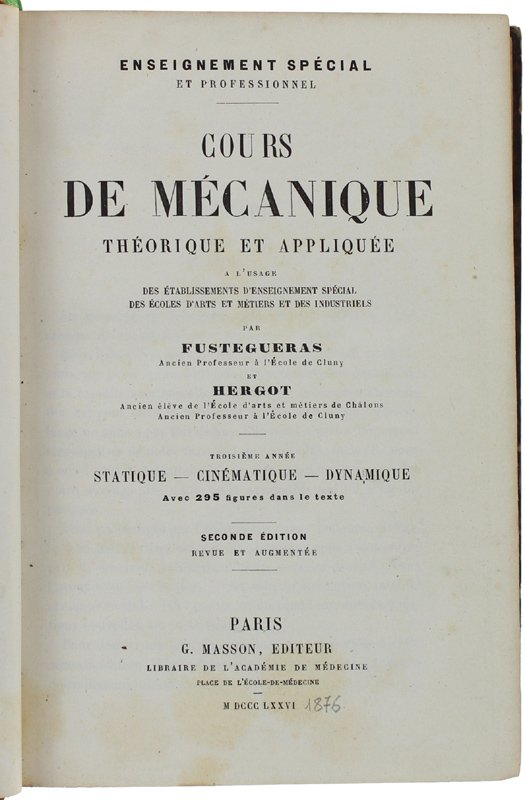 ENSEIGNEMENT SPÉCIAL
ET PROFESSIONNEL
COURS
DE MÉCANIQUE
THÉORIQUE ET APPLIQUÉE
A L'USAGE
DES ÉTABLISSEMENTS D'ENSEIGNEMENT SPÉCIAL
DES ÉCOLES D'ARTS ET MÉTIERS ET DES INDUSTRIELS
PAR
FUSTEGUERAS
Ancien Professeur à l'École de Cluny
ET
HERGOT
Ancien élève de l'École d'arts et métiers de Châlons
Ancien Professeur à l'École de Cluny
TROISIÈME ANNÉE
STATIQUE — CINÉMATIQUE — DYNAMIQUE
Avec 295 figures dans le texte
SECONDE ÉDITION
REVUE ET AUGMENTÉE
PARIS
G. MASSON, EDITEUR
LIBRAIRE DE L'ACADÉMIE DE MÉDECINE
PLACE DE L'ÉCOLE-DE-MÉDECINE
M DCCC LXXVI 1876